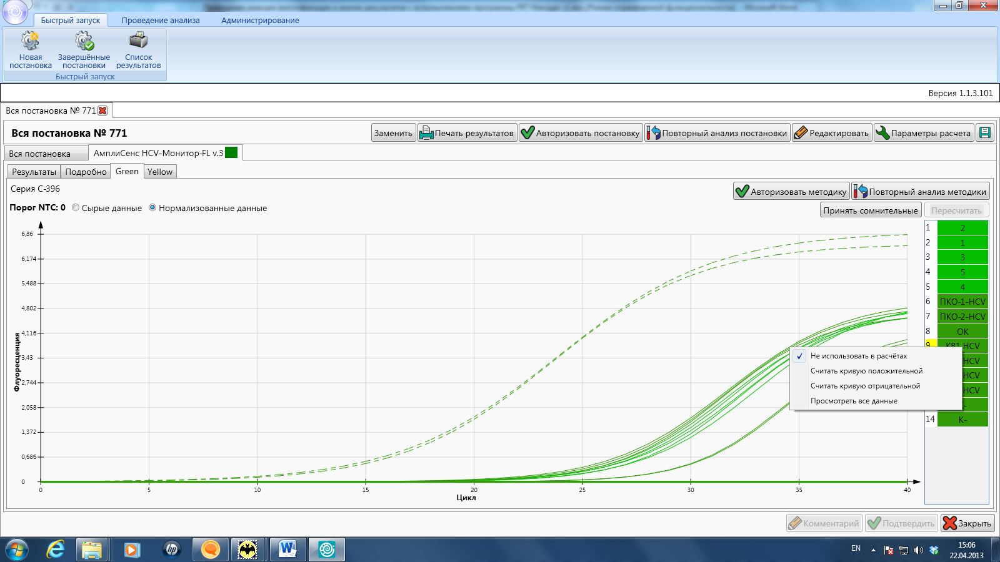 Быстрый запуск
Проведение анализа
Администрирование
Новая постановка
Завершённые постановки
Список результатов
Быстрый запуск
Версия 1.1.3.101
Вся постановка № 771
Вся постановка № 771
Заменить
Печать результатов
Авторизовать постановку
Повторный анализ постановки
Редактировать
Параметры расчета
Вся постановка
АмплиСенс HCV-Монитор-FL v.3
Результаты
Подробно
Green
Yellow
Серия C-396
Авторизовать методику
Повторный анализ методики
Порог NTC: 0
Сырые данные
Нормализованные данные
Принять сомнительные
Пересчитать
6,86
6,174
5,488
4,802
4,116
3,43
2,744
2,058
1,372
0,686
0
Флуоресценция
0 5 10 15 20 25 30 35 40
Цикл
1 2
2 1
3 3
4 5
5 4
6 ПКО-1-HCV
7 ПКО-2-HCV
8 ОК
9 КВ1-HCV
HCV
HCV
HCV
14 К-
Не использовать в расчётах
Считать кривую положительной
Считать кривую отрицательной
Просмотреть все данные
Комментарий
Подтвердить
Закрыть
hp
W
EN
15:06
22.04.2013